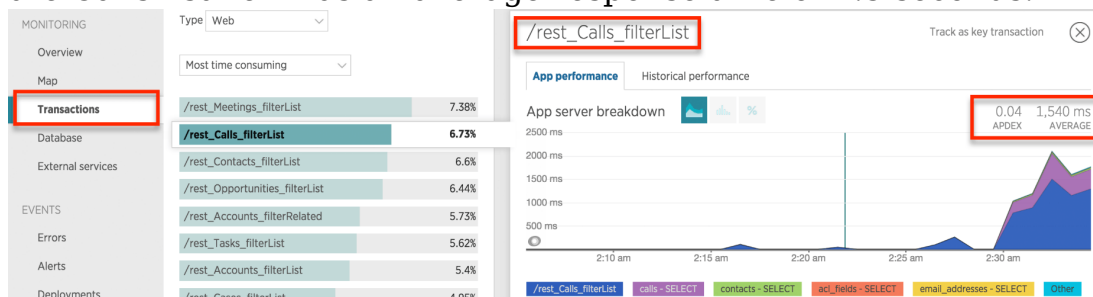 MONITORING
Overview
Map
Transactions
Database
External services
EVENTS
Errors
Alerts
Deployments
Type Web
Most time consuming
/rest_Meetings_filterList 7.38%
/rest_Calls_filterList 6.73%
/rest_Contacts_filterList 6.6%
/rest_Opportunities_filterList 6.44%
/rest_Accounts_filterRelated 5.73%
/rest_Tasks_filterList 5.62%
/rest_Accounts_filterList 5.4%
/rest_Calls_filterList
Track as key transaction
App performance Historical performance
App server breakdown %
0.04 1,540 ms
APDEX AVERAGE
2500 ms
2000 ms
1500 ms
1000 ms
500 ms
2:10 am 2:15 am 2:20 am 2:25 am 2:30 am
/rest_Calls_filterList calls - SELECT contacts - SELECT acl_fields - SELECT email_addresses - SELECT Other